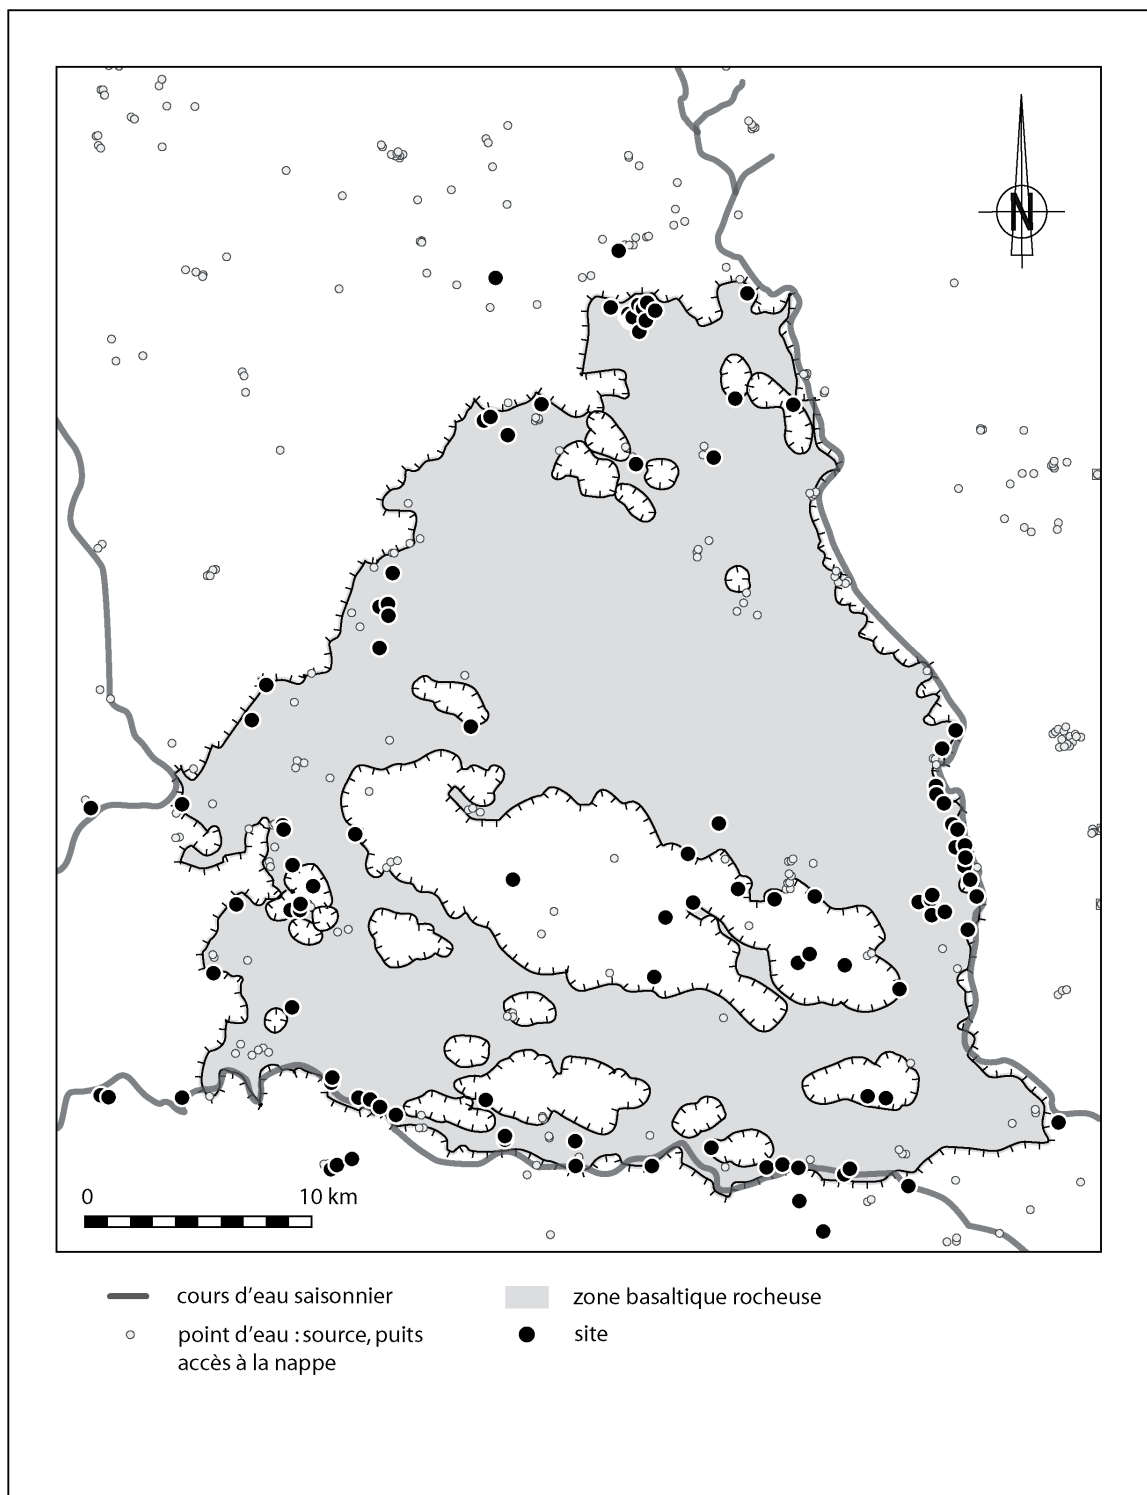 N
0 10 km
cours d’eau saisonnier
zone basaltique rocheuse
point d’eau : source, puits
accès à la nappe
site